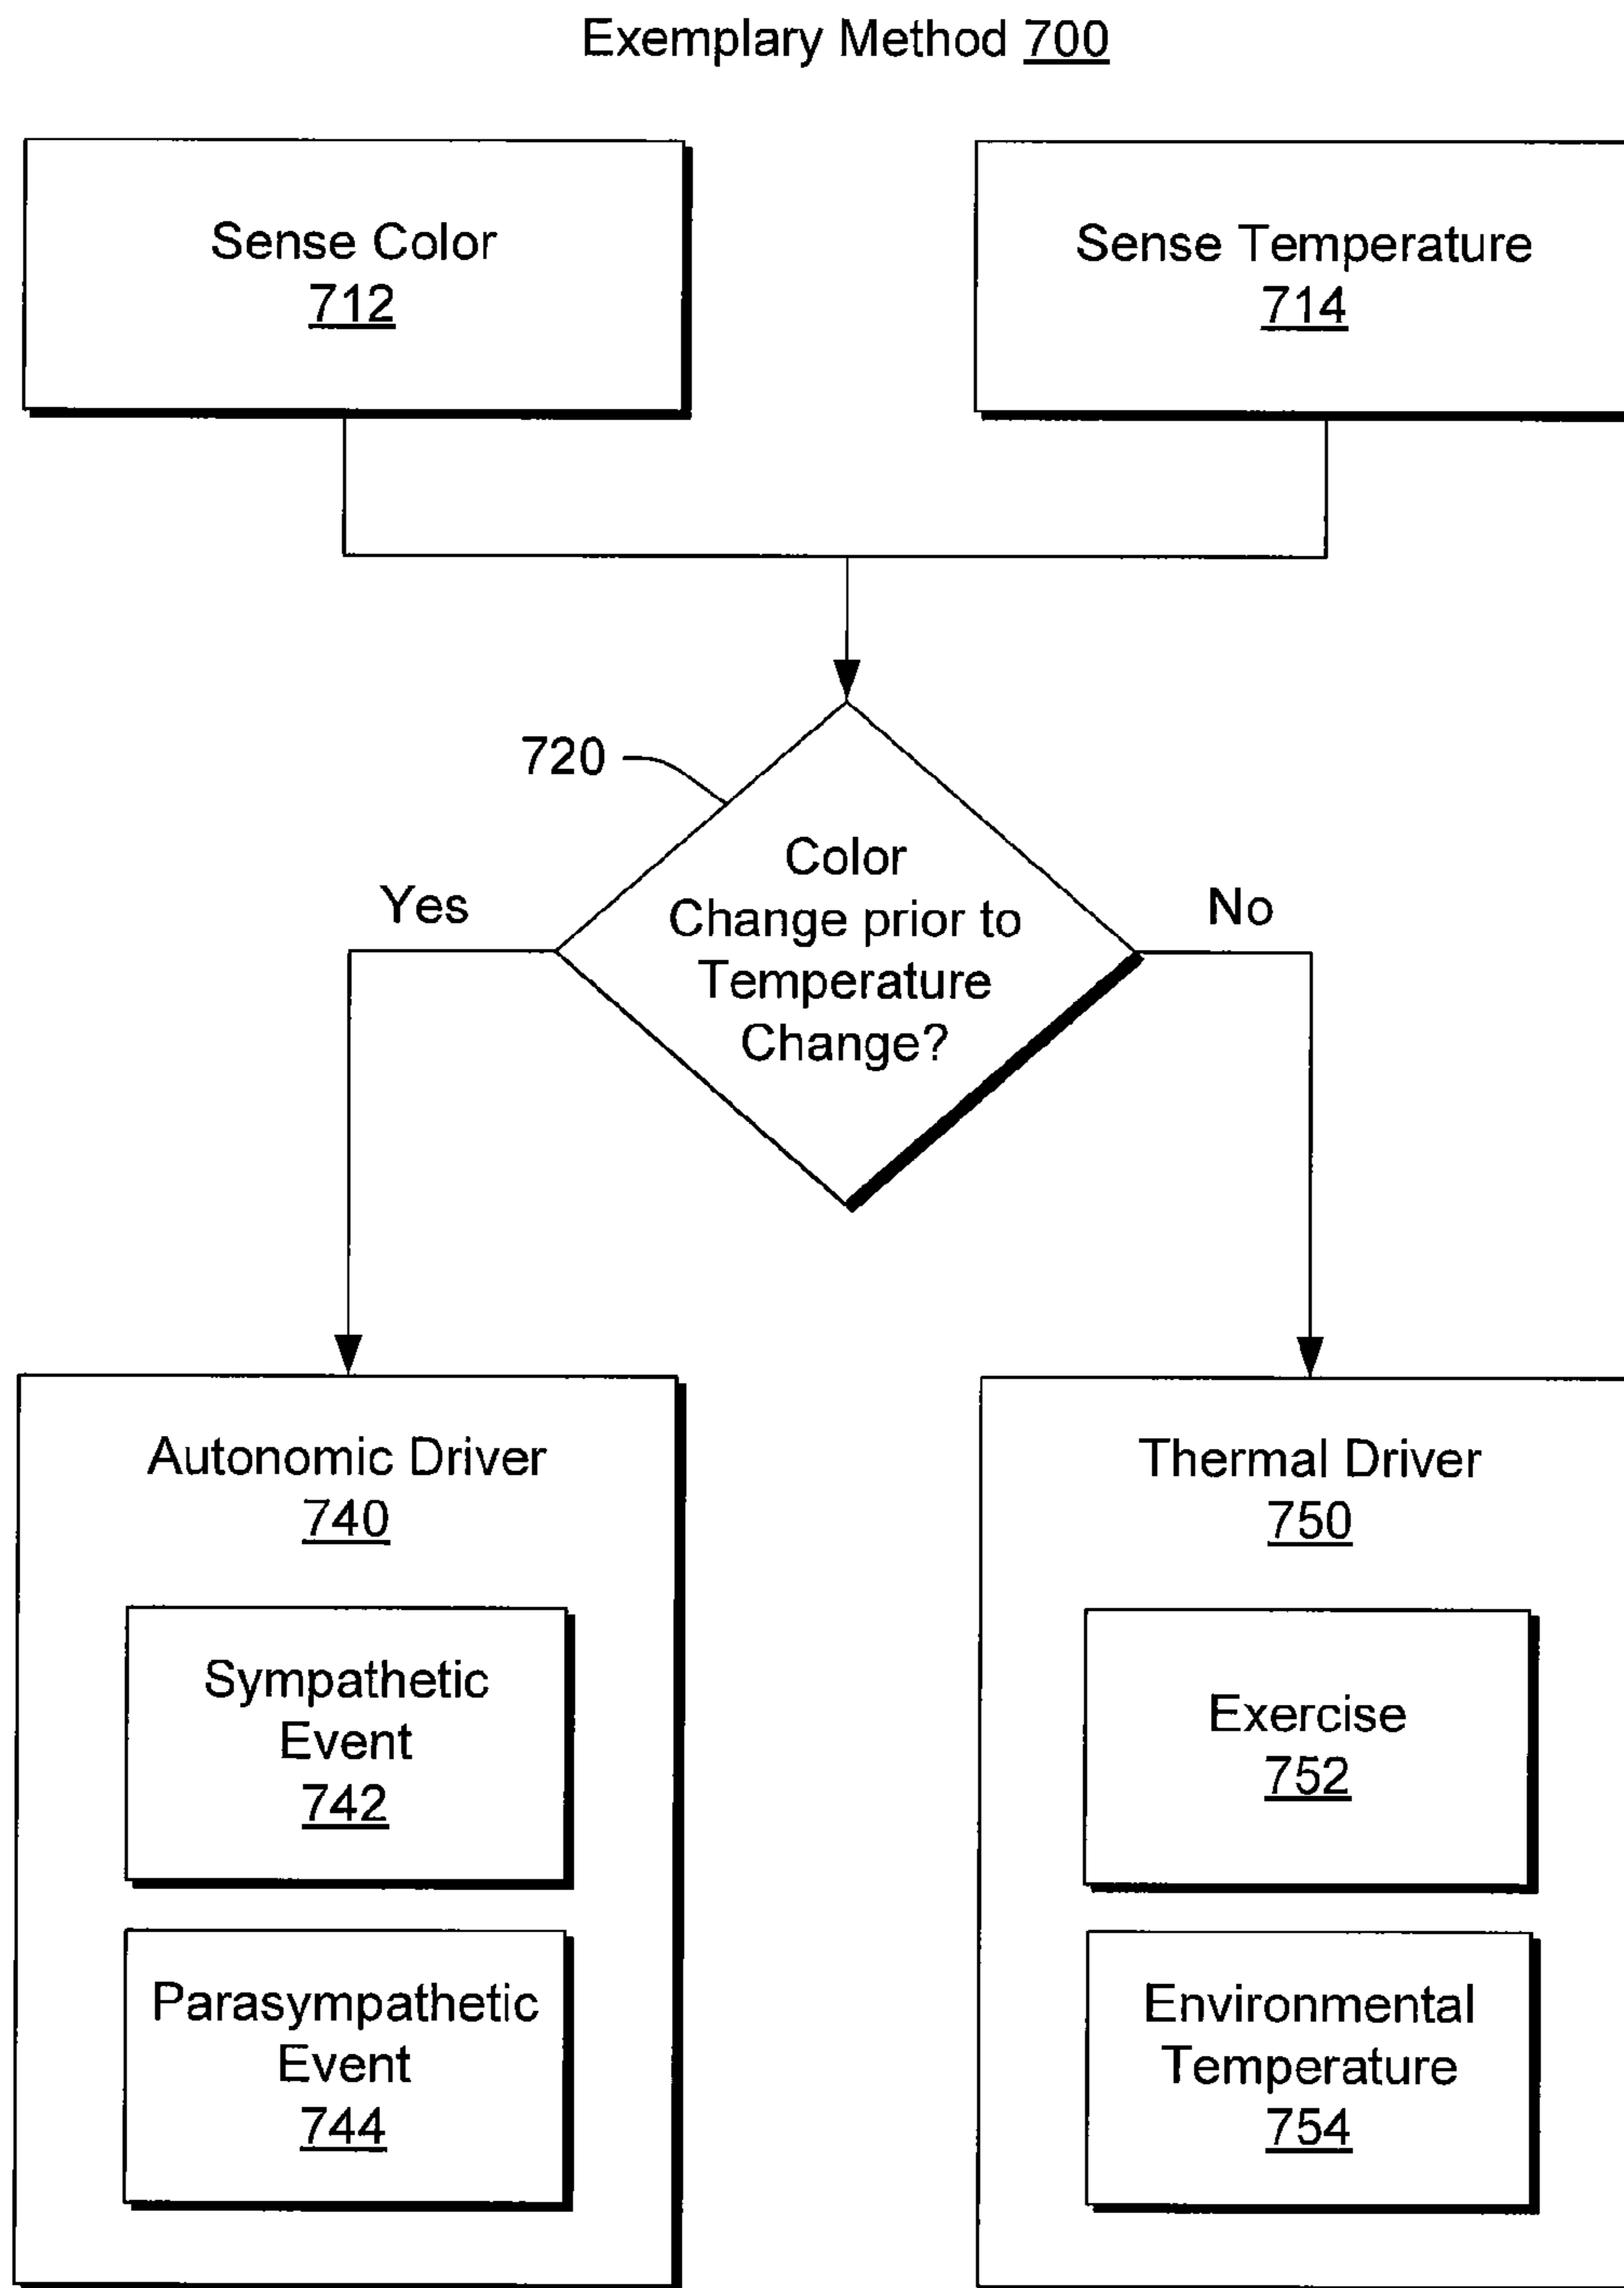 Exemplary Method 700
Sense Color
712
Sense Temperature
714
720
Color
Change prior to
Temperature
Change?
Yes
No
Autonomic Driver
740
Sympathetic
Event
742
Parasympathetic
Event
744
Thermal Driver
750
Exercise
752
Environmental
Temperature
754